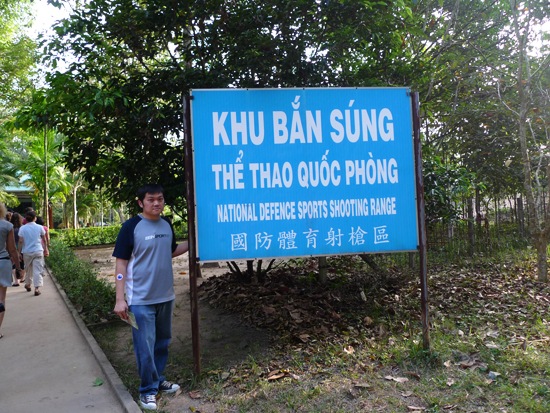 KHU BẮN SÚNG
THỂ THAO QUỐC PHÒNG
NATIONAL DEFENCE SPORTS SHOOTING RANGE
國防體育射槍區